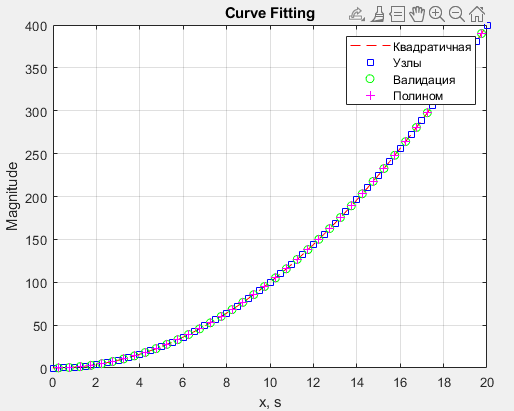 Curve Fitting
400
350
300
250
200
150
100
50
0
Magnitude
Квадратичная
Узлы
Валидация
Полином
0 2 4 6 8 10 12 14 16 18 20
x, s